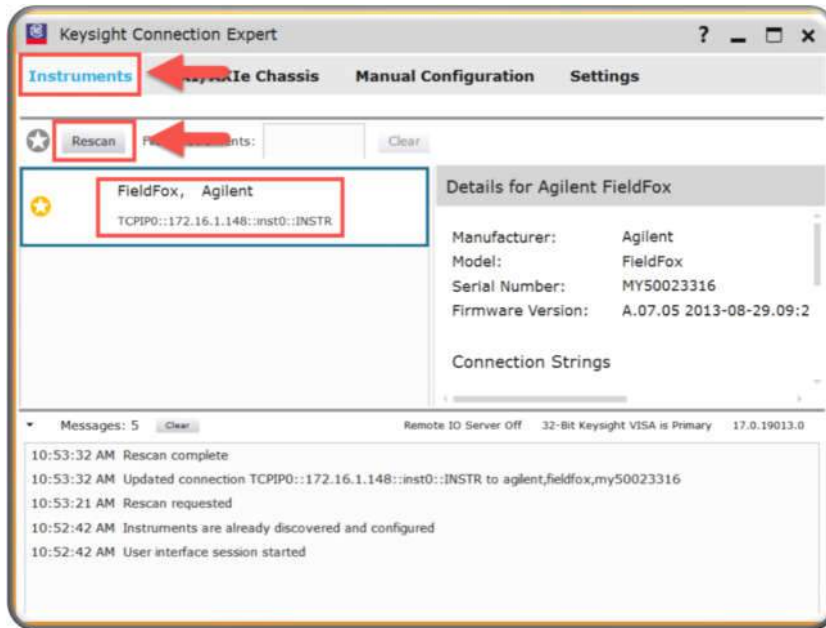 Keysight Connection Expert
?
Instruments AXIe Chassis Manual Configuration Settings
Rescan Clear
FieldFox, Agilent
TCPIP0::172.16.1.148::inst0::INSTR
Details for Agilent FieldFox
Manufacturer: Agilent
Model: FieldFox
Serial Number: MY50023316
Firmware Version: A.07.05 2013-08-29.09:2
Connection Strings
Messages: 5 Clear Remote IO Server Off 32-Bit Keysight VISA is Primary 17.0.19013.0
10:53:32 AM Rescan complete
10:53:32 AM Updated connection TCPIP0::172.16.1.148::inst0::INSTR to agilent,fieldfox,my50023316
10:53:21 AM Rescan requested
10:52:42 AM Instruments are already discovered and configured
10:52:42 AM User interface session started